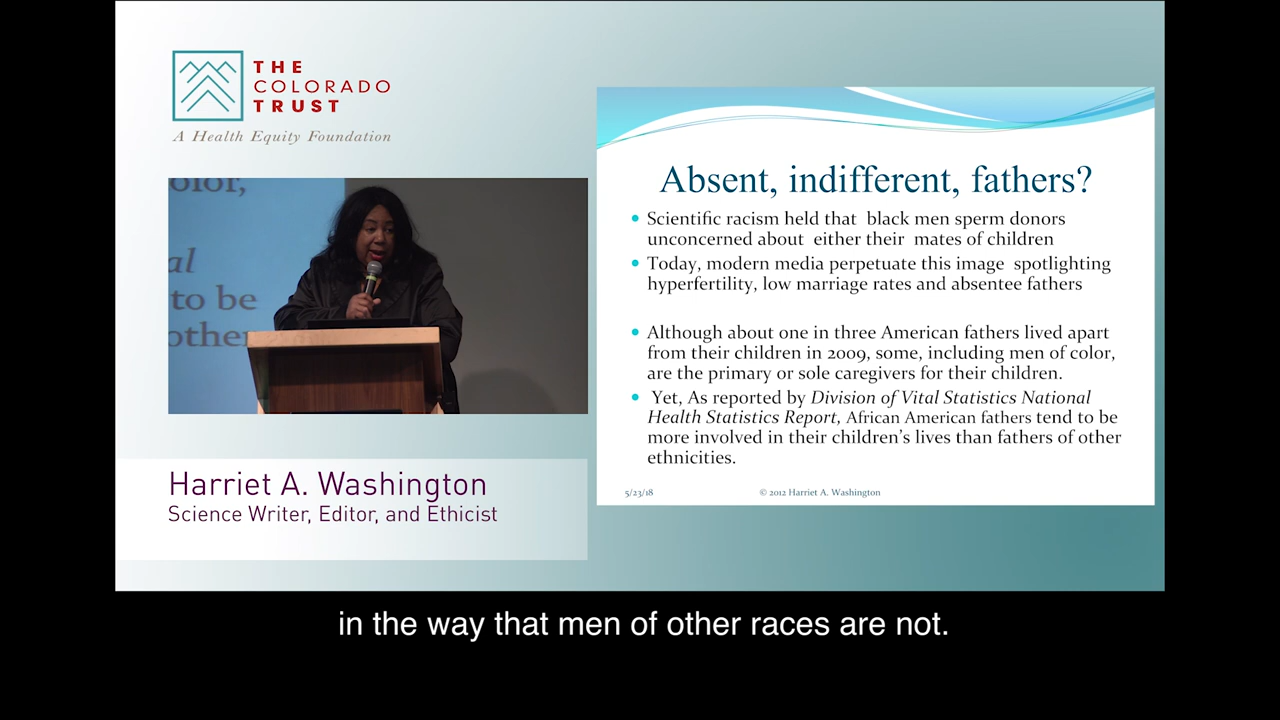 THE
COLORADO
TRUST
A Health Equity Foundation
olor,
al
to be
other
Harriet A. Washington
Science Writer, Editor, and Ethicist
Absent, indifferent, fathers?
• Scientific racism held that black men sperm donors
unconcerned about either their mates of children
• Today, modern media perpetuate this image spotlighting
hyperfertility, low marriage rates and absentee fathers
• Although about one in three American fathers lived apart
from their children in 2009, some, including men of color,
are the primary or sole caregivers for their children.
• Yet, As reported by Division of Vital Statistics National
Health Statistics Report, African American fathers tend to be
more involved in their children's lives than fathers of other
ethnicities.
5/23/18
© 2012 Harriet A. Washington
in the way that men of other races are not.